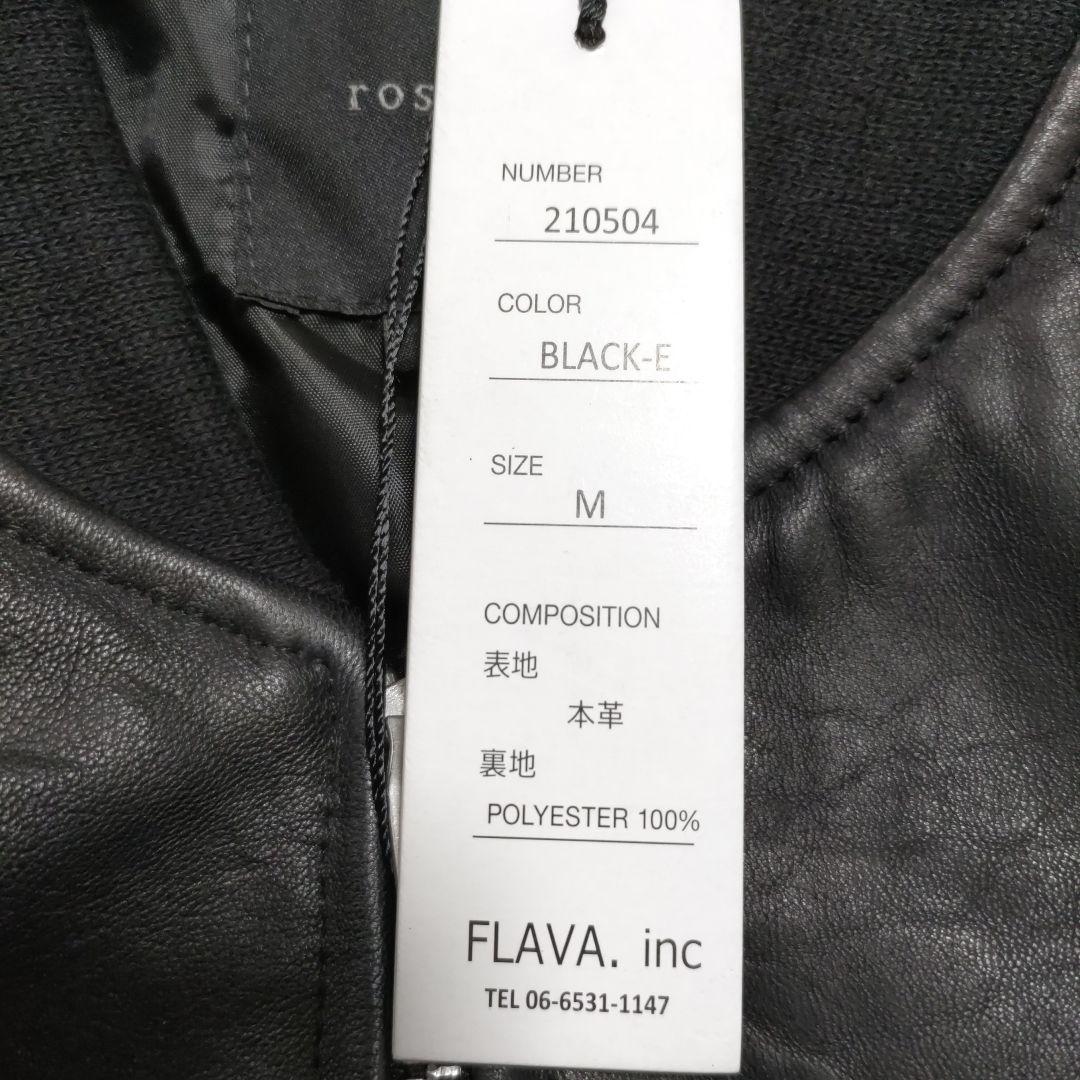 ros
NUMBER
210504
COLOR
BLACK-E
SIZE
M
COMPOSITION
表地
本革
裏地
POLYESTER 100%
FLAVA. inc
TEL 06-6531-1147